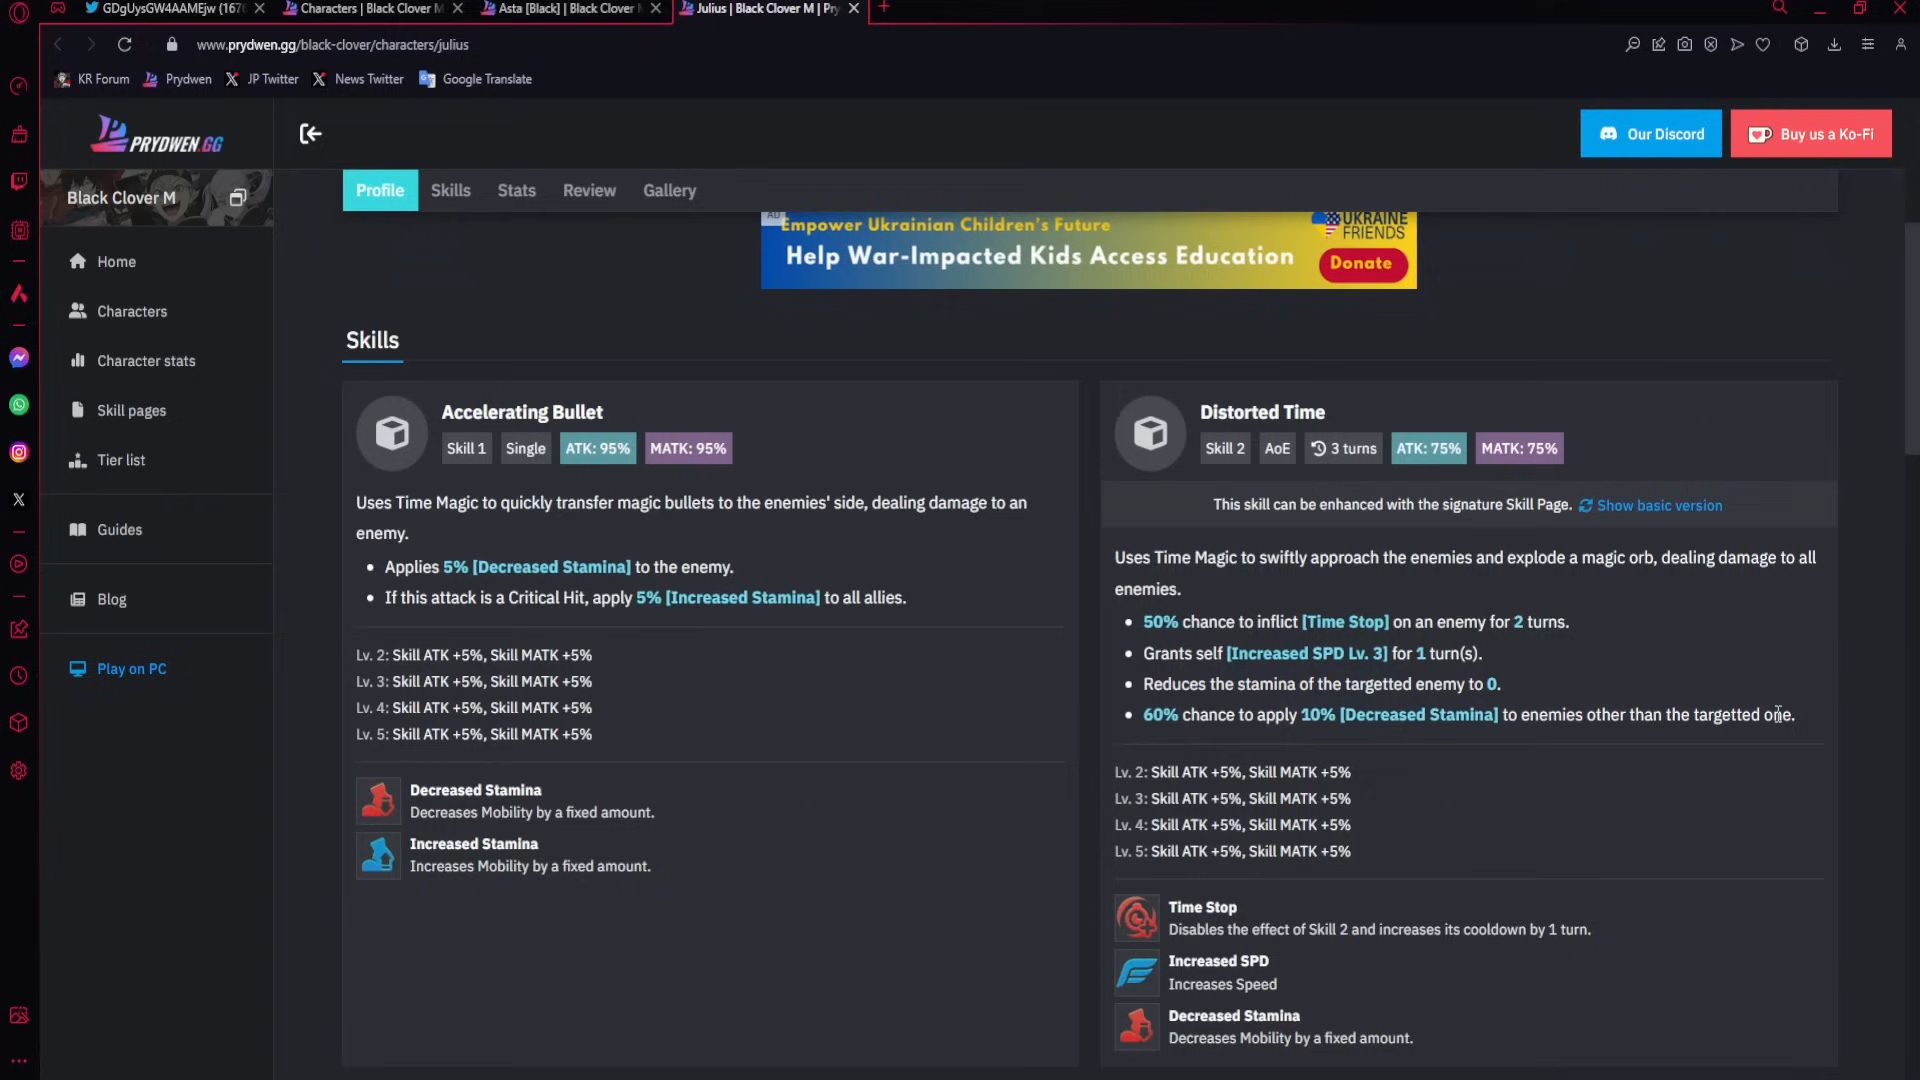 GDgUysGW4AAMEjw (167
Characters | Black Clover M
Asta [Black] | Black Clover
Julius | Black Clover M | Pry
www.prydwen.gg/black-clover/characters/julius
KR Forum
Prydwen
JP Twitter
News Twitter
Google Translate
PRYDWEN.GG
Our Discord
Buy us a Ko-Fi
Black Clover M
Home
Characters
Character stats
Skill pages
Tier list
Guides
Blog
Play on PC
Profile
Skills
Stats
Review
Gallery
AD
Empower Ukrainian Children's Future
Help War-Impacted Kids Access Education
UKRAINE
FRIENDS
Donate
Skills
Accelerating Bullet
Skill 1
Single
ATK: 95%
MATK: 95%
Uses Time Magic to quickly transfer magic bullets to the enemies' side, dealing damage to an
enemy.
Applies 5% [Decreased Stamina] to the enemy.
If this attack is a Critical Hit, apply 5% [Increased Stamina] to all allies.
Lv. 2: Skill ATK +5%, Skill MATK +5%
Lv. 3: Skill ATK +5%, Skill MATK +5%
Lv. 4: Skill ATK +5%, Skill MATK +5%
Lv. 5: Skill ATK +5%, Skill MATK +5%
Decreased Stamina
Decreases Mobility by a fixed amount.
Increased Stamina
Increases Mobility by a fixed amount.
Distorted Time
Skill 2
AoE
3 turns
ATK: 75%
MATK: 75%
This skill can be enhanced with the signature Skill Page. Show basic version
Uses Time Magic to swiftly approach the enemies and explode a magic orb, dealing damage to all
enemies.
50% chance to inflict [Time Stop] on an enemy for 2 turns.
Grants self [Increased SPD Lv. 3] for 1 turn(s).
Reduces the stamina of the targetted enemy to 0.
60% chance to apply 10% [Decreased Stamina] to enemies other than the targetted one.
Lv. 2: Skill ATK +5%, Skill MATK +5%
Lv. 3: Skill ATK +5%, Skill MATK +5%
Lv. 4: Skill ATK +5%, Skill MATK +5%
Lv. 5: Skill ATK +5%, Skill MATK +5%
Time Stop
Disables the effect of Skill 2 and increases its cooldown by 1 turn.
Increased SPD
Increases Speed
Decreased Stamina
Decreases Mobility by a fixed amount.